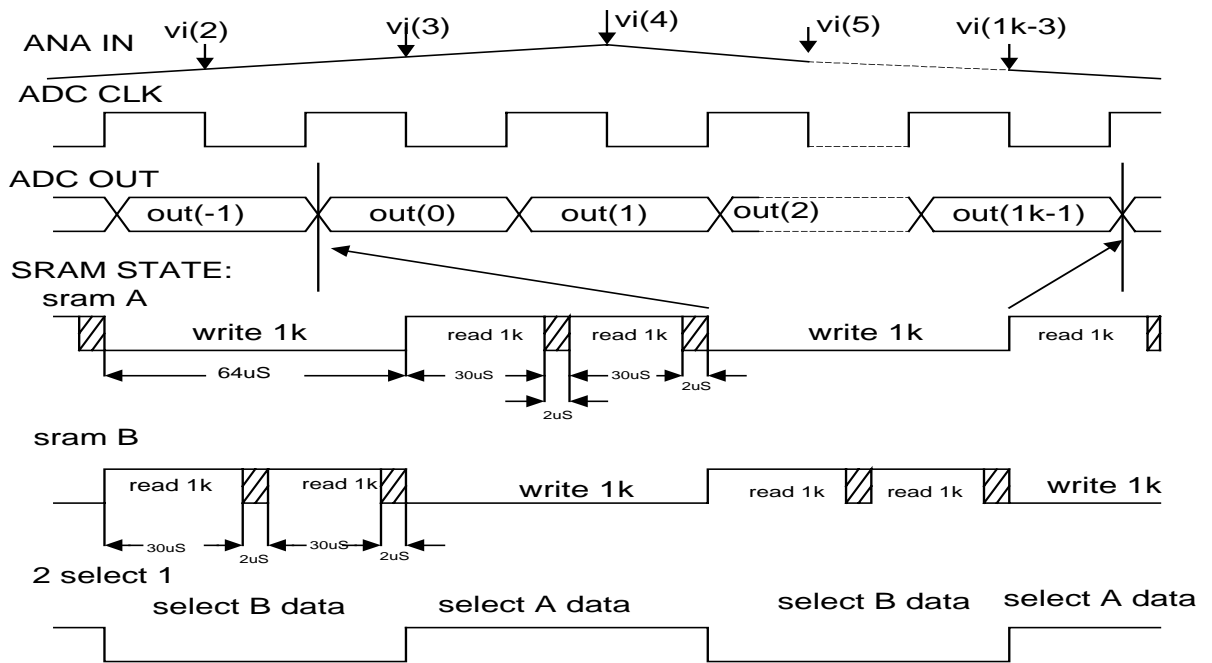 ANA IN vi(2) vi(3) vi(4) vi(5) vi(1k-3)
ADC CLK
ADC OUT
out(-1) out(0) out(1) out(2) out(1k-1)
SRAM STATE:
sram A
write 1k read 1k read 1k write 1k read 1k
64uS 30uS 30uS 2uS
2uS
sram B
read 1k read 1k write 1k read 1k read 1k write 1k
30uS 2uS 30uS 2uS
2 select 1
select B data select A data select B data select A data